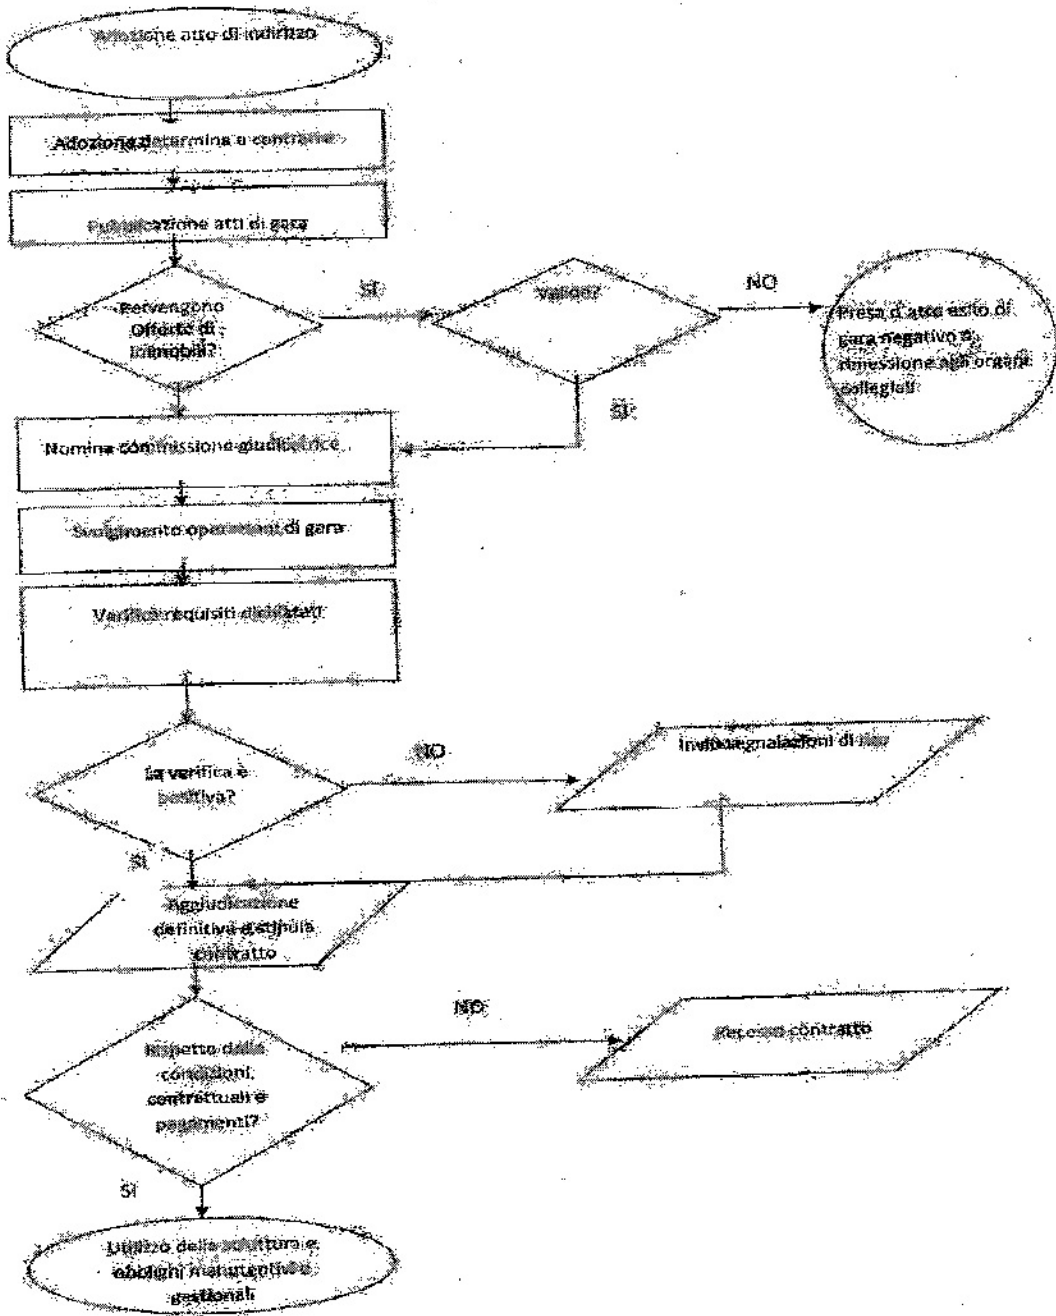 Adozione atto di indirizzo
Adozione determina a contrarre
Pubblicazione atti di gara
Pervengono
Offerte di
immobili?
SI
Valide?
NO
Presa d'atto esito di
gara negativo e
rimessione agli organi
collegiali
SI
Nomina commissione giudicatrice
Svolgimento operazioni di gara
Verifica requisiti dichiarati
La verifica è
positiva?
NO
Invio segnalazioni di
SI
Aggiudicazione
definitiva e stipula
contratto
Rispetto delle
condizioni
contrattuali e
pagamenti?
NO
Recesso contratto
SI
Utilizzo della struttura e
obblighi manutentivi e
gestionali